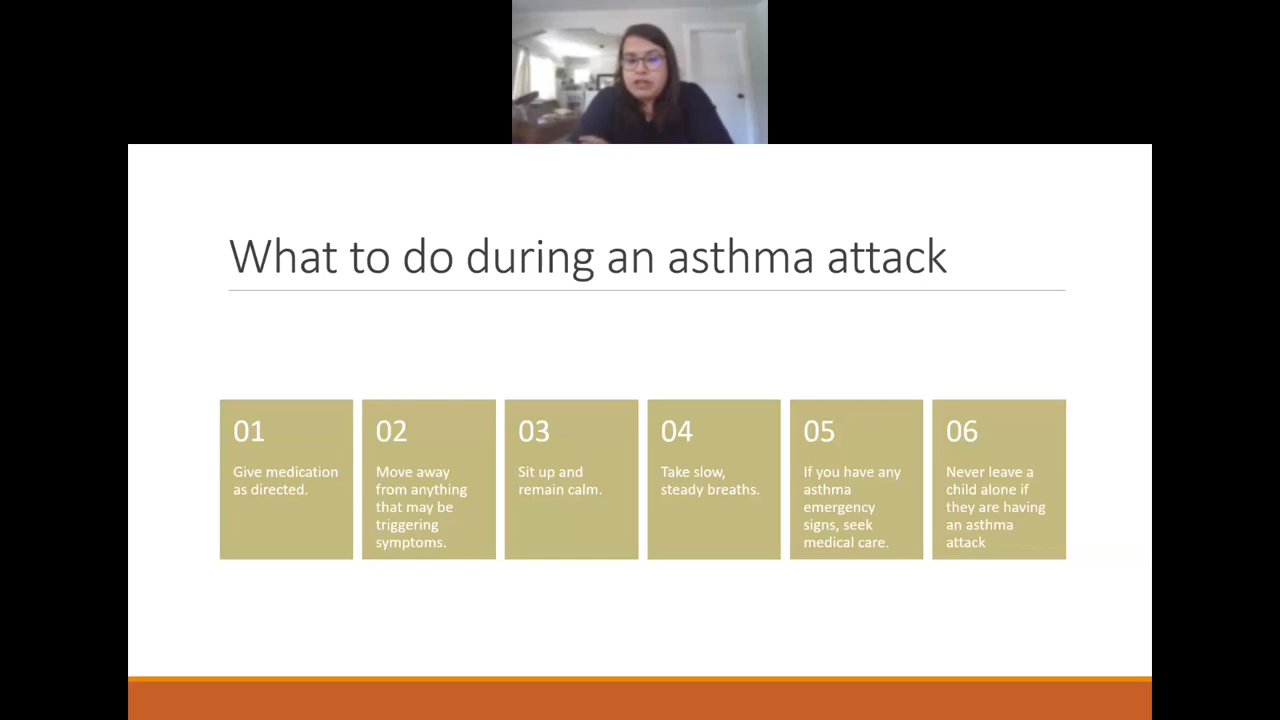 What to do during an asthma attack
01
Give medication
as directed.
02
Move away
from anything
that may be
triggering
symptoms.
03
Sit up and
remain calm.
04
Take slow,
steady breaths.
05
If you have any
asthma
emergency
signs, seek
medical care.
06
Never leave a
child alone if
they are having
an asthma
attack